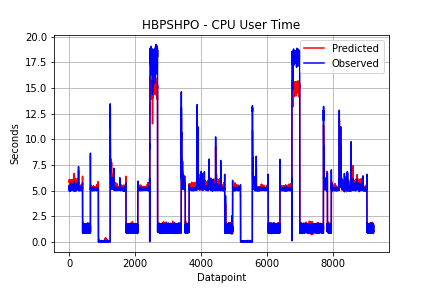 HBPSHPO - CPU User Time
Predicted
Observed
20.0
17.5
15.0
12.5
10.0
7.5
5.0
2.5
0.0
Seconds
0 2000 4000 6000 8000
Datapoint